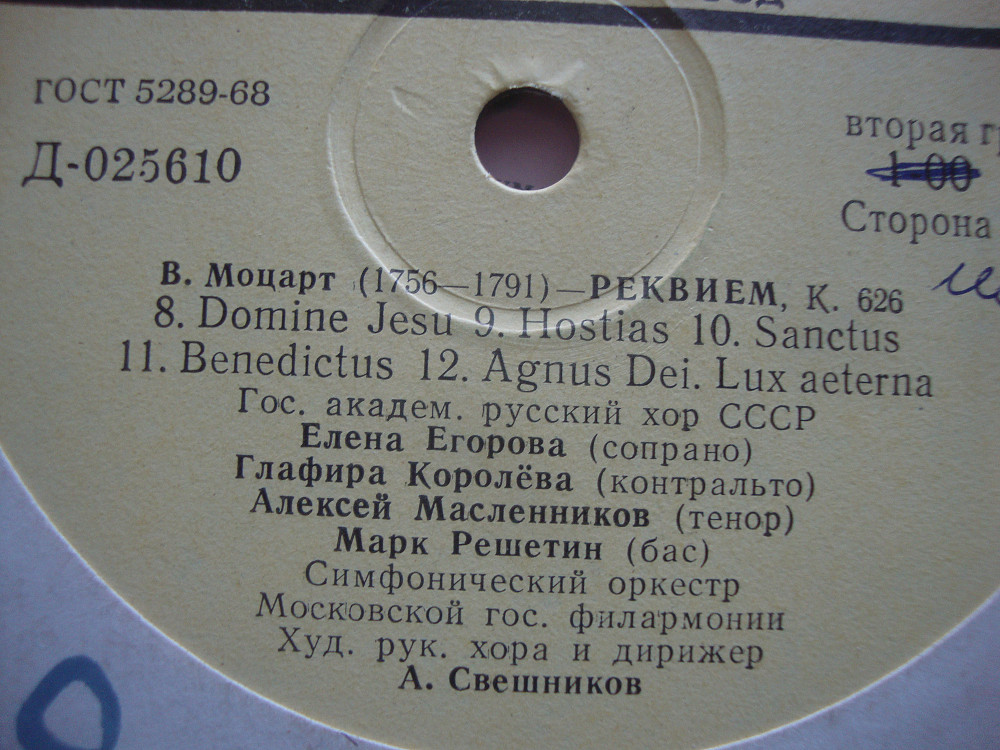 ГОСТ 5289-68
Д-025610
вторая
1-00
Сторона
В. Моцарт (1756—1791)—РЕКВИЕМ, К. 626
8. Domine Jesu 9. Hostias 10. Sanctus
11. Benedictus 12. Agnus Dei. Lux aeterna
Гос. академ. русский хор СССР
Елена Егорова (сопрано)
Глафира Королёва (контральто)
Алексей Масленников (тенор)
Марк Решетин (бас)
Симфонический оркестр
Московской гос. филармонии
Худ. рук. хора и дирижер
А. Свешников